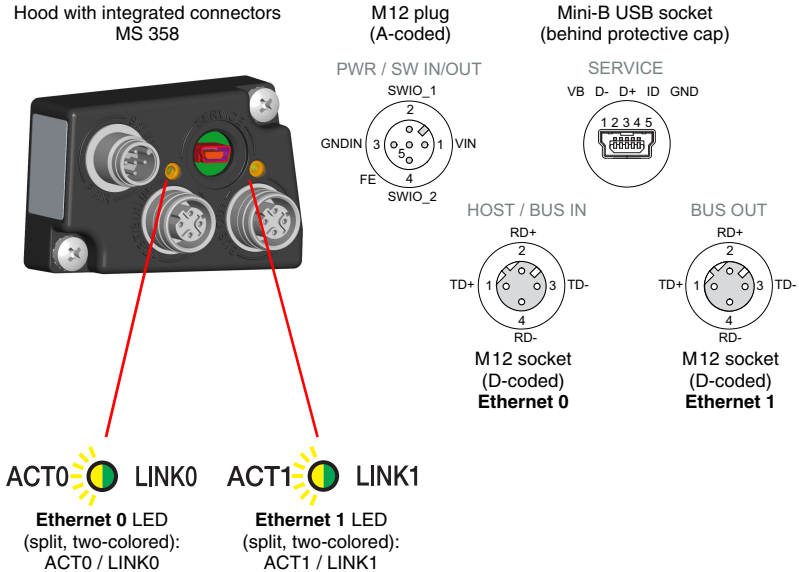 Hood with integrated connectors
MS 358
M12 plug
(A-coded)
Mini-B USB socket
(behind protective cap)
PWR / SW IN/OUT
SWIO_1
2
GNDIN 3 5 1 VIN
FE 4
SWIO_2
SERVICE
VB D- D+ ID GND
1 2 3 4 5
SERVICE
HOST / BUS IN
RD+
2
TD+ 1 3 TD-
4
RD-
M12 socket
(D-coded)
Ethernet 0
BUS OUT
RD+
2
TD+ 1 3 TD-
4
RD-
M12 socket
(D-coded)
Ethernet 1
ACT0 LINK0
Ethernet 0 LED
(split, two-colored):
ACT0 / LINK0
ACT1 LINK1
Ethernet 1 LED
(split, two-colored):
ACT1 / LINK1